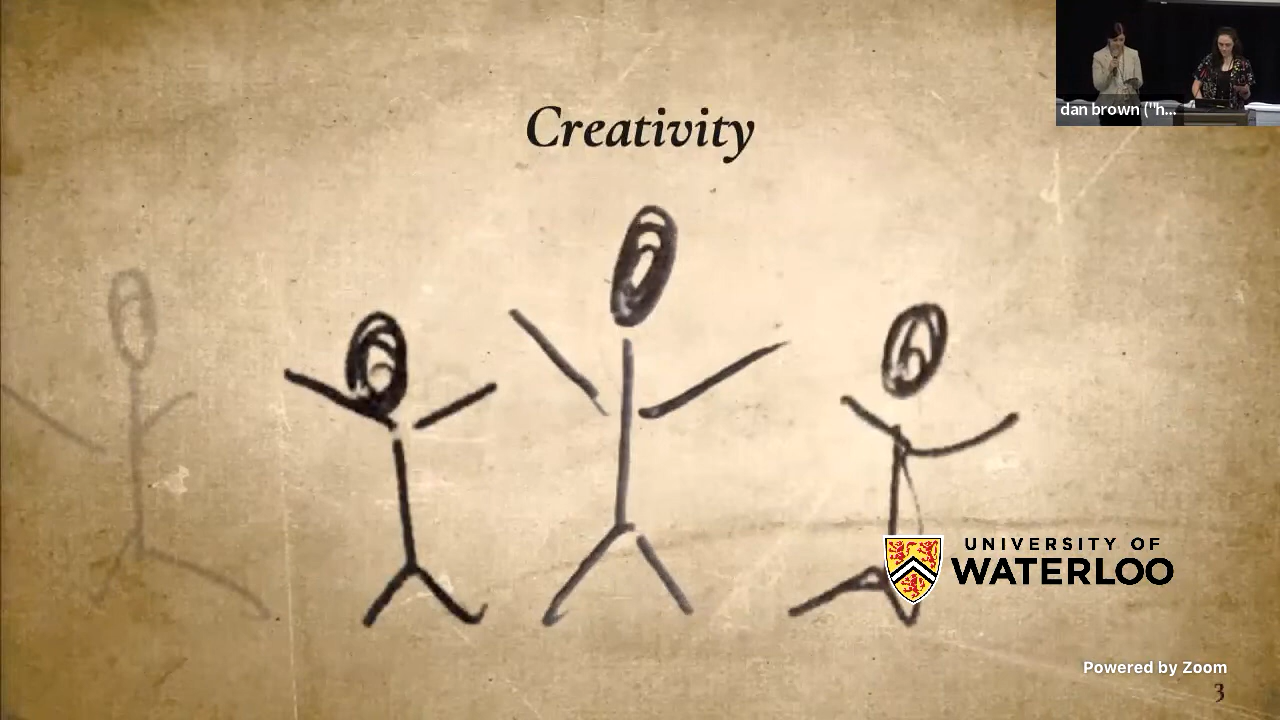 Creativity
dan brown ("h...
UNIVERSITY OF
WATERLOO
Powered by Zoom
3